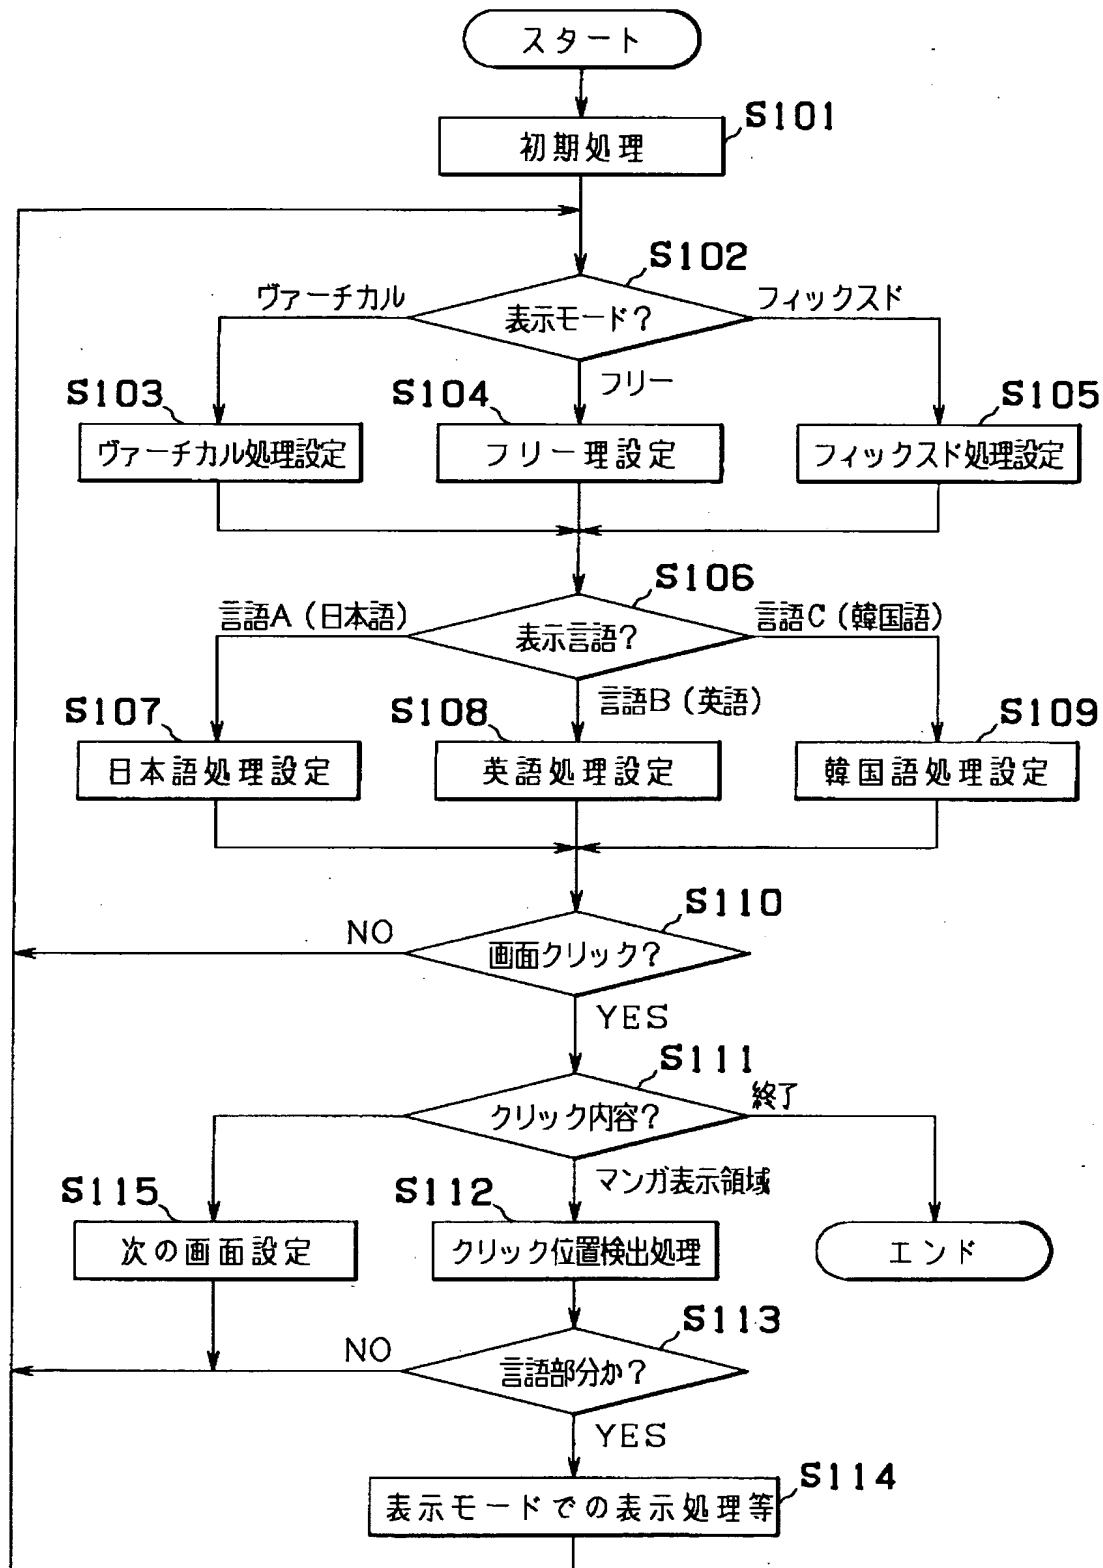 スタート
S101
初期処理
S102
ヴァーチカル
表示モード?
フィックスド
フリー
S103
S104
S105
ヴァーチカル処理設定
フリー理設定
フィックスド処理設定
S106
言語A(日本語)
表示言語?
言語C(韓国語)
言語B(英語)
S107
S108
S109
日本語処理設定
英語処理設定
韓国語処理設定
S110
NO
画面クリック?
YES
S111
クリック内容?
終了
マンガ表示領域
S115
S112
次の画面設定
クリック位置検出処理
エンド
S113
NO
言語部分か?
YES
S114
表示モードでの表示処理等